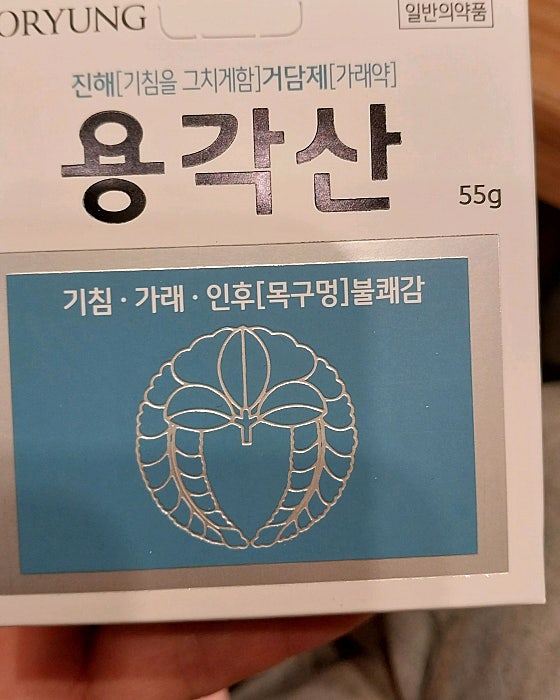 ORYUNG
일반의약품
진해[기침을 그치게함]거담제[가래약]
용각산
55g
기침 · 가래 · 인후[목구멍]불쾌감